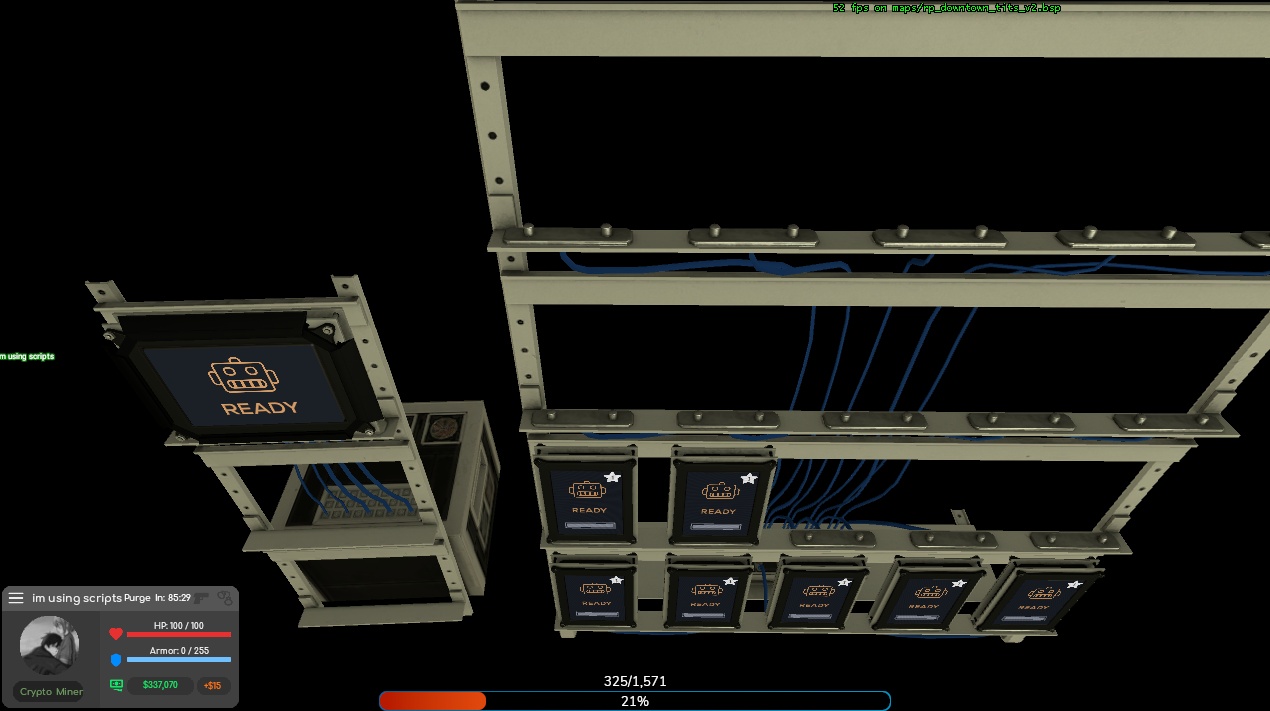 52 fps on maps/rp_downtown_tits_v2.bsp
m using scripts
READY
READY
READY
READY
READY
READY
READY
READY
im using scripts Purge In: 85:29
HP: 100 / 100
Armor: 0 / 255
$337,070 +$15
Crypto Miner
325/1,571
21%